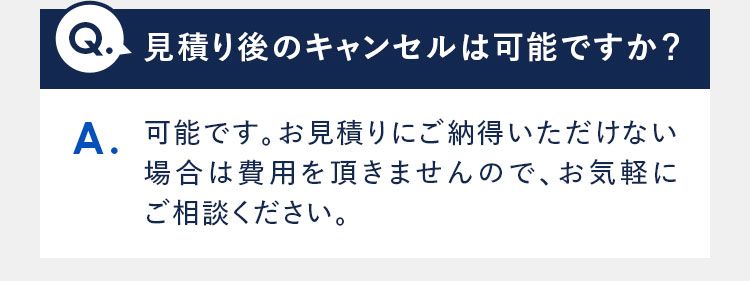 Q. 見積り後のキャンセルは可能ですか？
A. 可能です。お見積りにご納得いただけない
場合は費用を頂きませんので、お気軽に
ご相談ください。